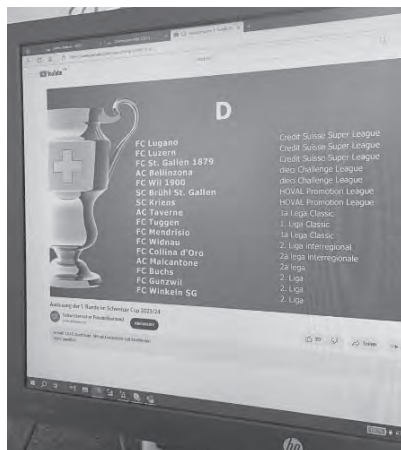 YouTube
D
FC Lugano Credit Suisse Super League
FC Luzern Credit Suisse Super League
FC St. Gallen 1879 Credit Suisse Super League
AC Bellinzona dieci Challenge League
FC Wil 1900 dieci Challenge League
SC Brühl St. Gallen HOVAL Promotion League
SC Kriens HOVAL Promotion League
AC Taverne 1a Lega Classic
FC Tuggen 1. Liga Classic
FC Mendrisio 1a Lega Classic
FC Widnau 2. Liga interregional
FC Collina d'Oro 2a lega Interregionale
AC Malcantone 2a lega
FC Buchs 2. Liga
FC Gunzwil 2. Liga
FC Winkeln SG 2. Liga
Auslosung der 1. Runde im Schweizer Cup 2023/24
Teilen
hp